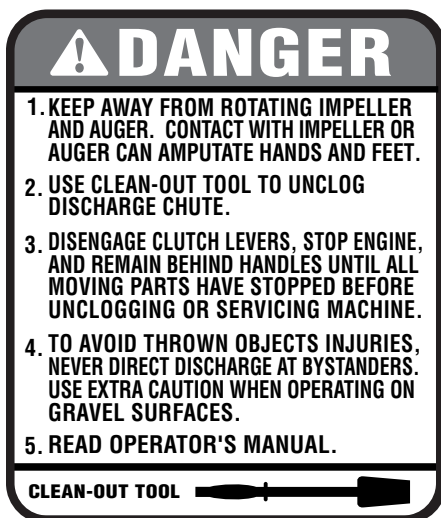 DANGER
1. KEEP AWAY FROM ROTATING IMPELLER
AND AUGER. CONTACT WITH IMPELLER OR
AUGER CAN AMPUTATE HANDS AND FEET.
2. USE CLEAN-OUT TOOL TO UNCLOG
DISCHARGE CHUTE.
3. DISENGAGE CLUTCH LEVERS, STOP ENGINE,
AND REMAIN BEHIND HANDLES UNTIL ALL
MOVING PARTS HAVE STOPPED BEFORE
UNCLOGGING OR SERVICING MACHINE.
4. TO AVOID THROWN OBJECTS INJURIES,
NEVER DIRECT DISCHARGE AT BYSTANDERS.
USE EXTRA CAUTION WHEN OPERATING ON
GRAVEL SURFACES.
5. READ OPERATOR'S MANUAL.
CLEAN-OUT TOOL